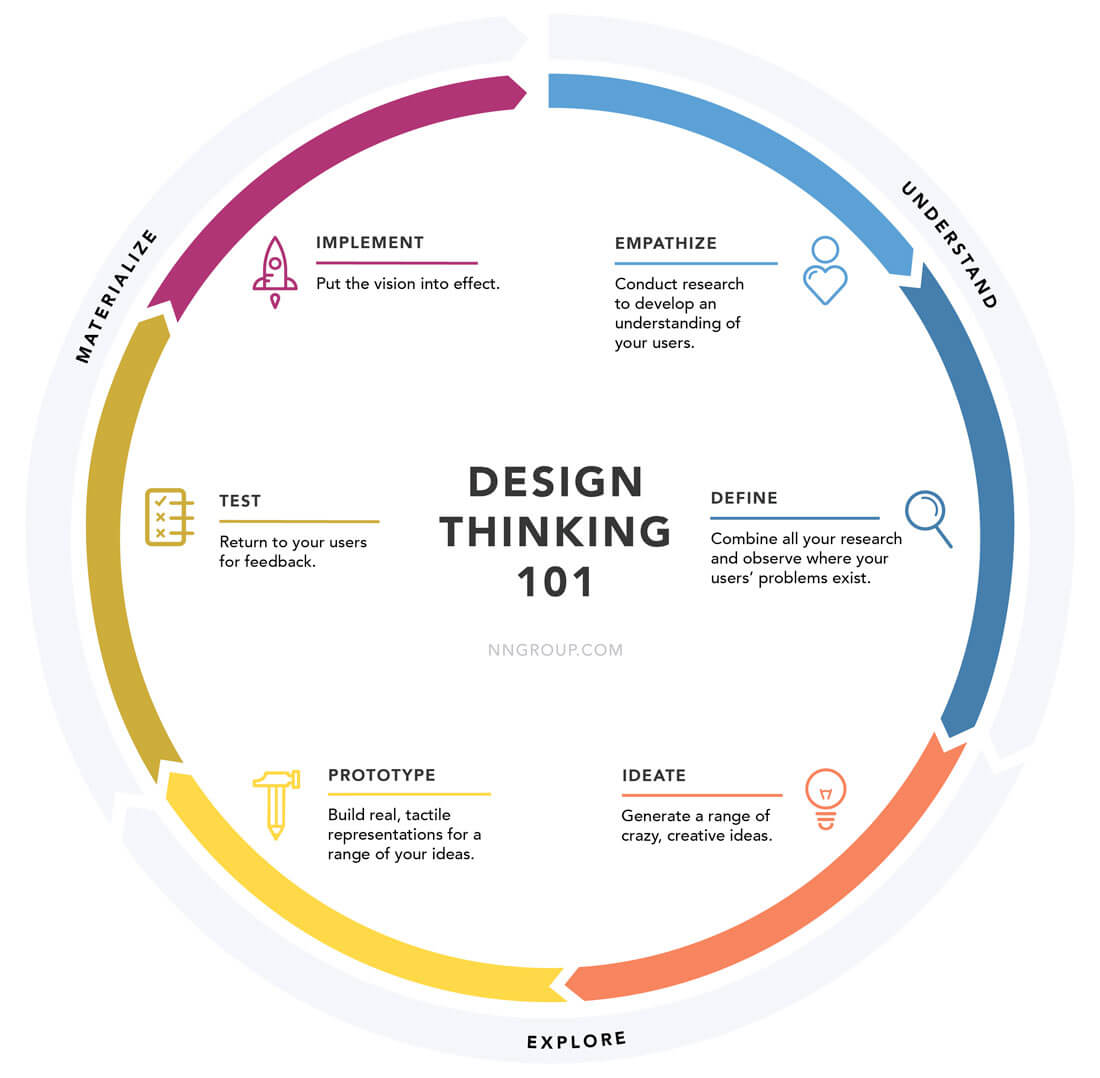 DESIGN
THINKING
101
NNGROUP.COM
UNDERSTAND
EMPATHIZE
Conduct research
to develop an
understanding of
your users.
DEFINE
Combine all your research
and observe where your
users’ problems exist.
EXPLORE
IDEATE
Generate a range of
crazy, creative ideas.
PROTOTYPE
Build real, tactile
representations for a
range of your ideas.
MATERIALIZE
TEST
Return to your users
for feedback.
IMPLEMENT
Put the vision into effect.